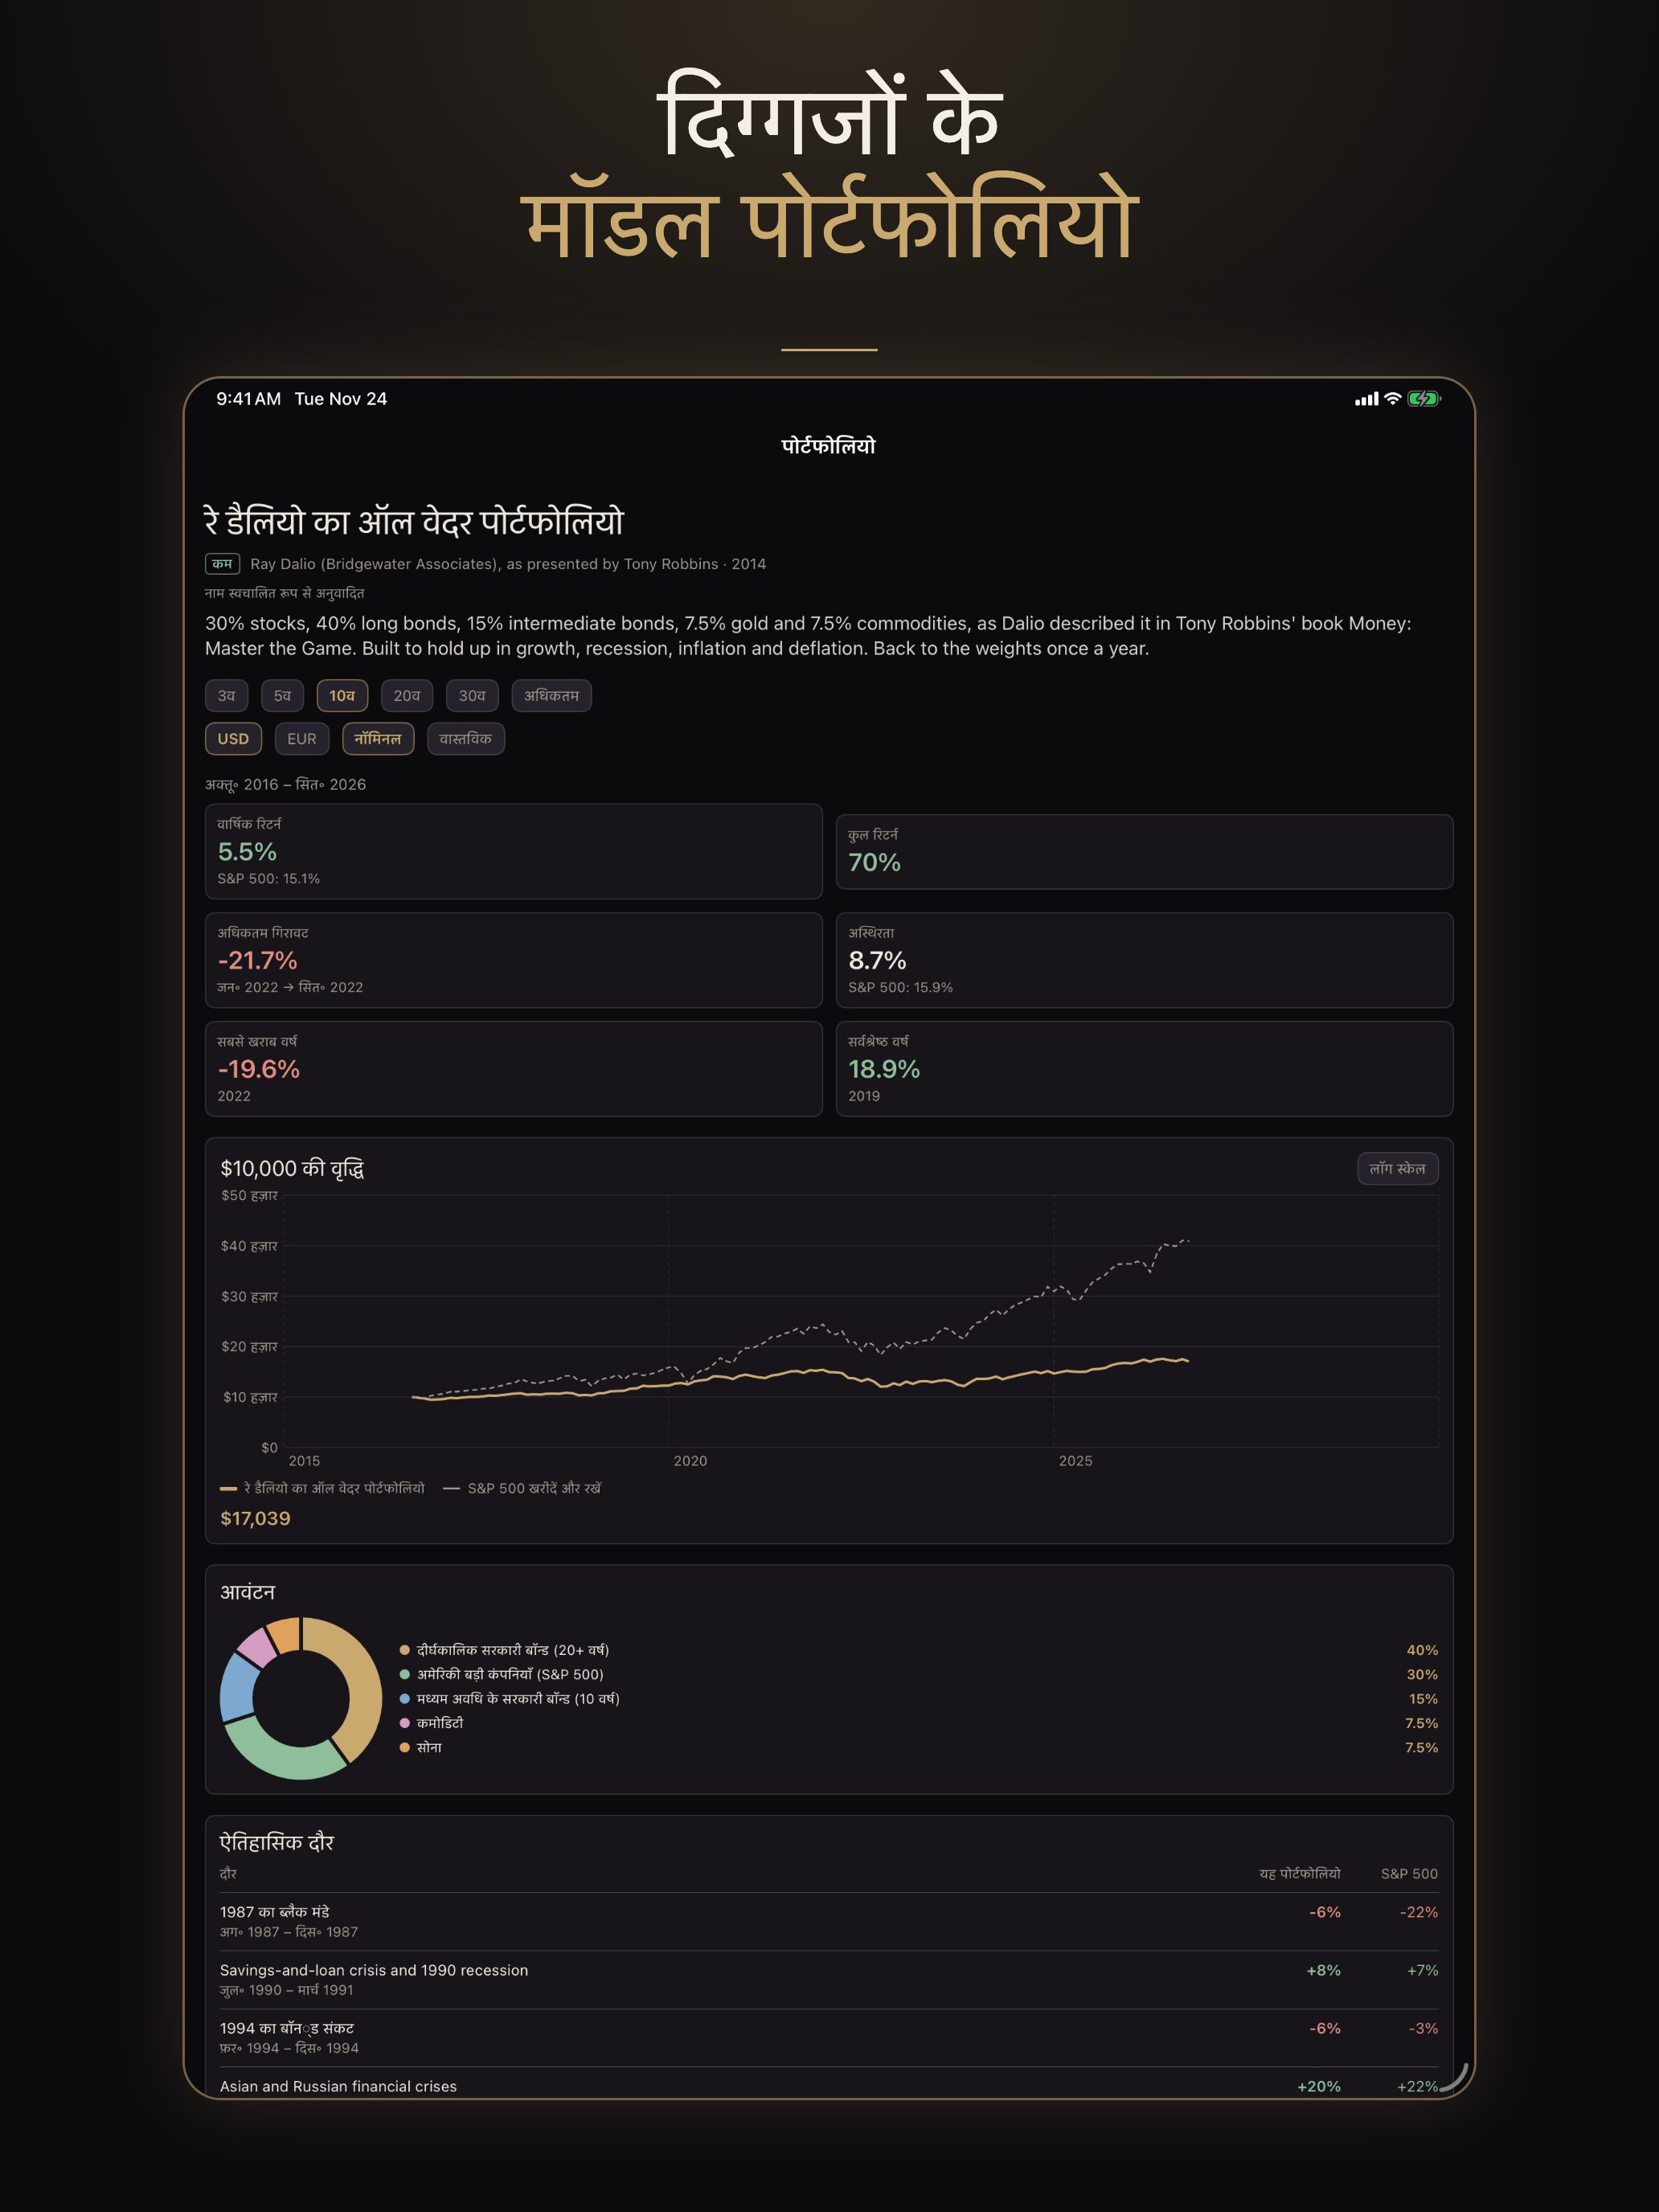 दिग्गजों के
मॉडल पोर्टफोलियो
9:41 AM Tue Nov 24
पोर्टफोलियो
रे डैलियो का ऑल वेदर पोर्टफोलियो
कम Ray Dalio (Bridgewater Associates), as presented by Tony Robbins · 2014
नाम स्वचालित रूप से अनुवादित
30% stocks, 40% long bonds, 15% intermediate bonds, 7.5% gold and 7.5% commodities, as Dalio described it in Tony Robbins' book Money:
Master the Game. Built to hold up in growth, recession, inflation and deflation. Back to the weights once a year.
3व 5व 10व 20व 30व अधिकतम
USD EUR नॉमिनल वास्तविक
अक्तू॰ 2016 – सित॰ 2026
वार्षिक रिटर्न
5.5%
S&P 500: 15.1%
कुल रिटर्न
70%
अधिकतम गिरावट
-21.7%
जन॰ 2022 → सित॰ 2022
अस्थिरता
8.7%
S&P 500: 15.9%
सबसे खराब वर्ष
-19.6%
2022
सर्वश्रेष्ठ वर्ष
18.9%
2019
$10,000 की वृद्धि
लॉग स्केल
$50 हज़ार
$40 हज़ार
$30 हज़ार
$20 हज़ार
$10 हज़ार
$0
2015 2020 2025
रे डैलियो का ऑल वेदर पोर्टफोलियो S&P 500 खरीदें और रखें
$17,039
आवंटन
दीर्घकालिक सरकारी बॉन्ड (20+ वर्ष) 40%
अमेरिकी बड़ी कंपनियाँ (S&P 500) 30%
मध्यम अवधि के सरकारी बॉन्ड (10 वर्ष) 15%
कमोडिटी 7.5%
सोना 7.5%
ऐतिहासिक दौर
दौर यह पोर्टफोलियो S&P 500
1987 का ब्लैक मंडे -6% -22%
अग॰ 1987 – दिस॰ 1987
Savings-and-loan crisis and 1990 recession +8% +7%
जुल॰ 1990 – मार्च 1991
1994 का बॉन्ड संकट -6% -3%
फ़र॰ 1994 – दिस॰ 1994
Asian and Russian financial crises +20% +22%